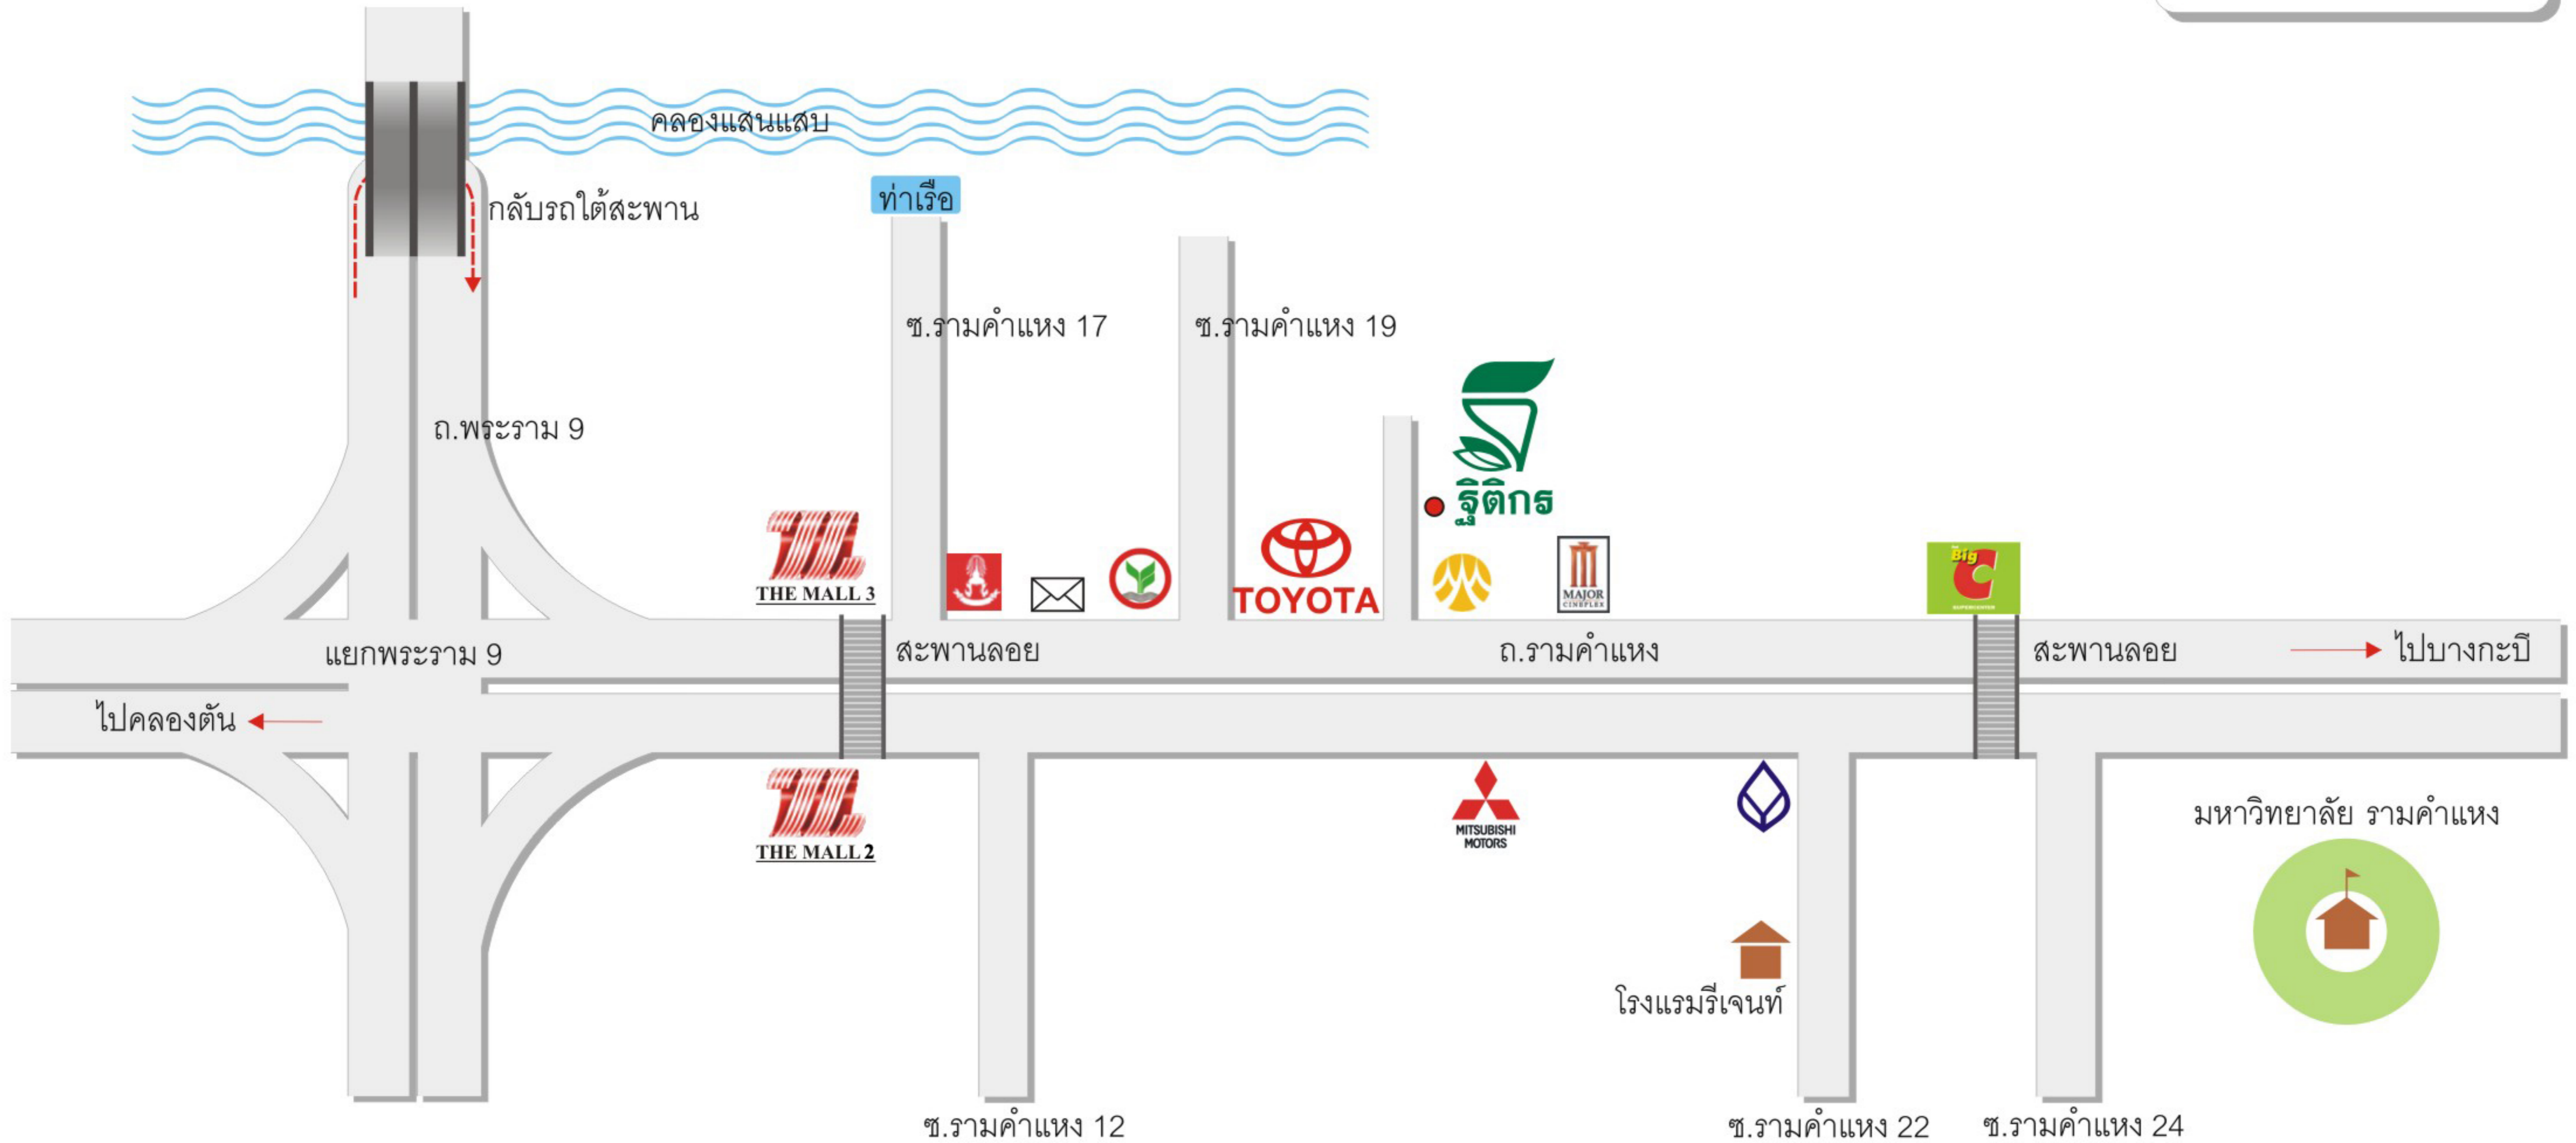 คลองแสนแสบ
ท่าเรือ
กลับรถใต้สะพาน
ซ.รามคำแหง 17
ซ.รามคำแหง 19
ถ.พระราม 9
ฐิติกร
THE MALL 3
TOYOTA
MAJOR
CINEPLEX
Big C
SUPERCENTER
แยกพระราม 9
สะพานลอย
ถ.รามคำแหง
สะพานลอย
ไปบางกะปิ
ไปคลองตัน
THE MALL 2
MITSUBISHI
MOTORS
มหาวิทยาลัย รามคำแหง
โรงแรมรีเจนท์
ซ.รามคำแหง 12
ซ.รามคำแหง 22
ซ.รามคำแหง 24